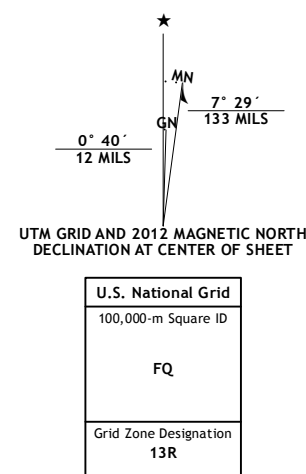 ★
MN
GN
7° 29´
133 MILS
0° 40´
12 MILS
UTM GRID AND 2012 MAGNETIC NORTH
DECLINATION AT CENTER OF SHEET
U.S. National Grid
100,000-m Square ID
FQ
Grid Zone Designation
13R